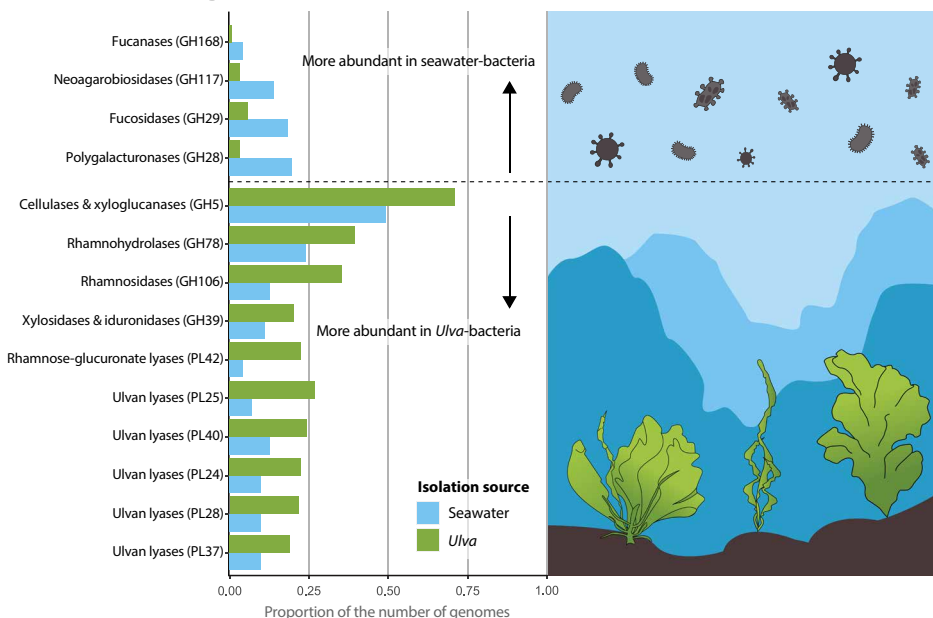 Fucanases (GH168)
Neoagarobiosidases (GH117)
Fucosidases (GH29)
Polygalacturonases (GH28)
More abundant in seawater-bacteria
Cellulases & xyloglucanases (GH5)
Rhamnohydrolases (GH78)
Rhamnosidases (GH106)
Xylosidases & iduronidases (GH39)
More abundant in Ulva-bacteria
Rhamnose-glucuronate lyases (PL42)
Ulvan lyases (PL25)
Ulvan lyases (PL40)
Ulvan lyases (PL24)
Ulvan lyases (PL28)
Ulvan lyases (PL37)
Isolation source
Seawater
Ulva
0.00 0.25 0.50 0.75 1.00
Proportion of the number of genomes